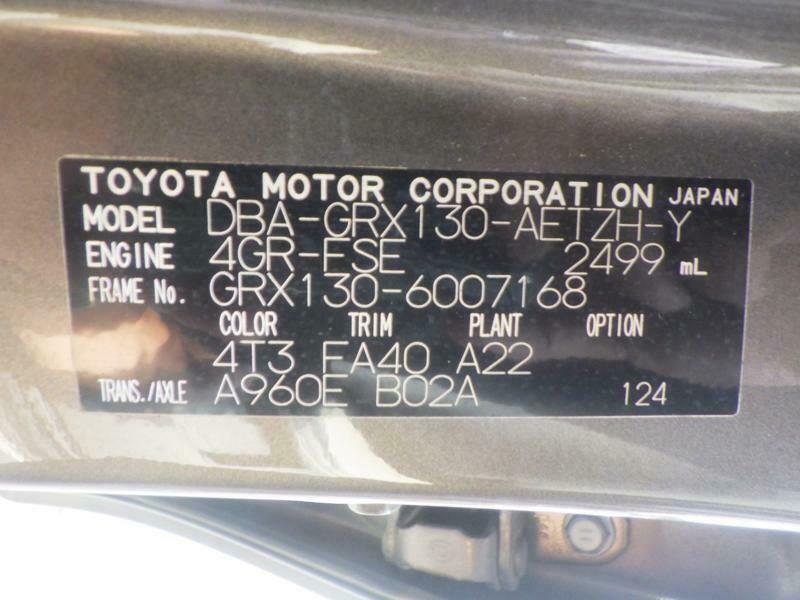 TOYOTA MOTOR CORPORATION JAPAN
MODEL DBA-GRX130-AETZH-Y
ENGINE 4GR-FSE 2499 mL
FRAME No. GRX130-6007168
COLOR TRIM PLANT OPTION
4T3 FA40 A22
TRANS./AXLE A960E B02A 124